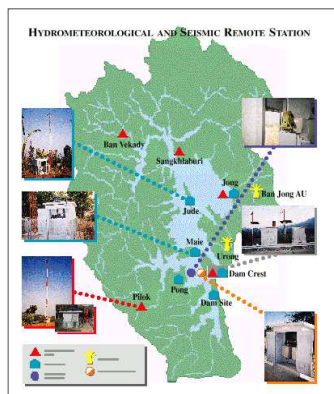 HYDROMETEOROLOGICAL AND SEISMIC REMOTE STATION
Ban Vekady
Sangkhlaburi
Jong
Ban Jong AU
Jude
Urong
Maie
Dam Crest
Pong
Dam Site
Pilok